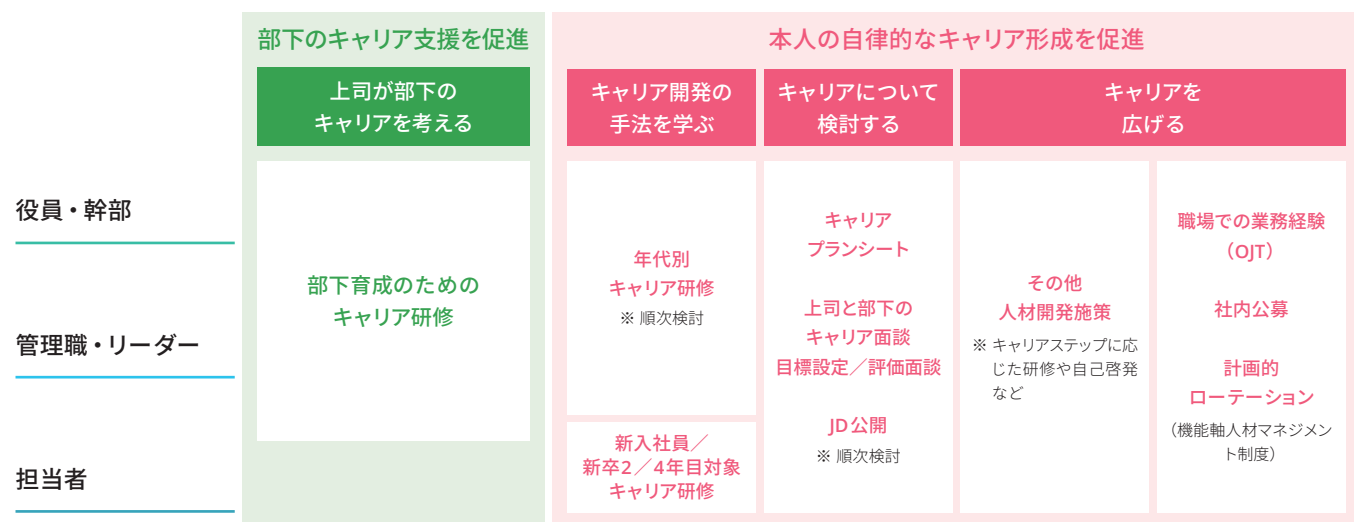 部下のキャリア支援を促進
本人の自律的なキャリア形成を促進
上司が部下の
キャリアを考える
キャリア開発の
手法を学ぶ
キャリアについて
検討する
キャリアを
広げる
役員・幹部
管理職・リーダー
担当者
部下育成のための
キャリア研修
年代別
キャリア研修
※ 順次検討
新入社員／
新卒2／4年目対象
キャリア研修
キャリア
プランシート
上司と部下の
キャリア面談
目標設定／評価面談
JD公開
※ 順次検討
その他
人材開発施策
※ キャリアステップに応
じた研修や自己啓発
など
職場での業務経験
（OJT）
社内公募
計画的
ローテーション
（機能軸人材マネジメン
ト制度）